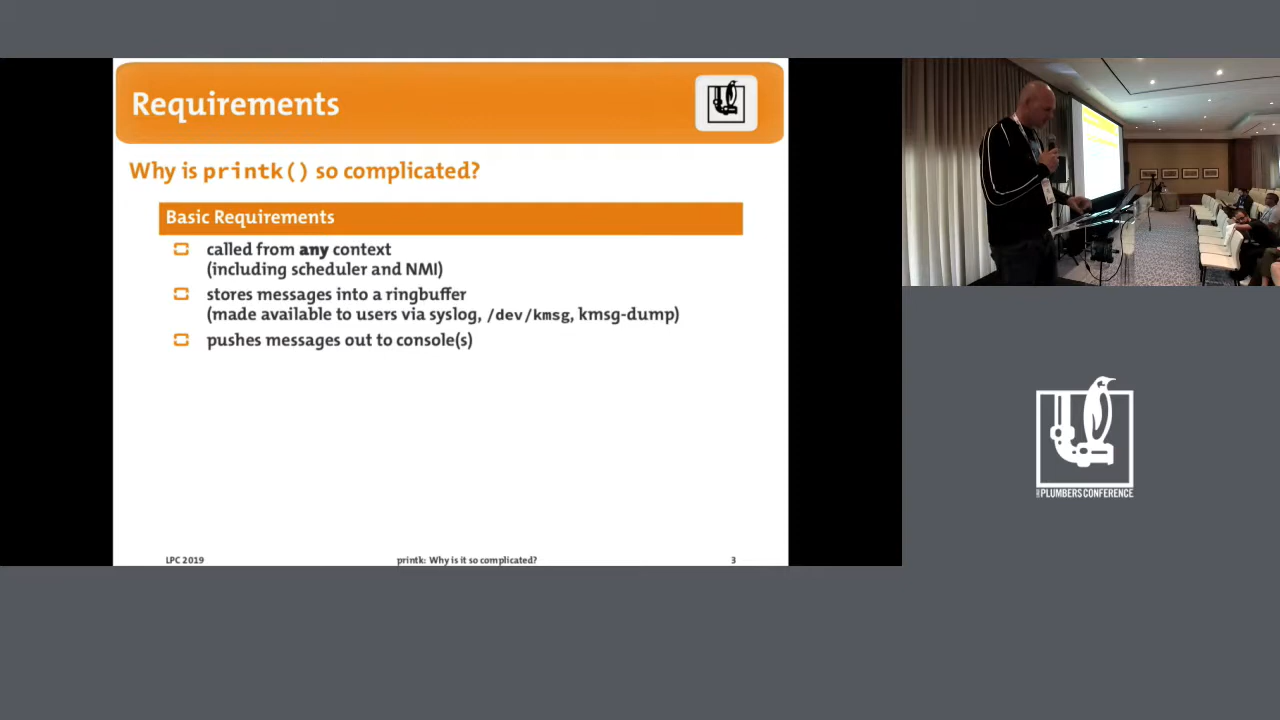 Requirements
Why is printk() so complicated?
Basic Requirements
called from any context
(including scheduler and NMI)
stores messages into a ringbuffer
(made available to users via syslog, /dev/kmsg, kmsg-dump)
pushes messages out to console(s)
LPC 2019
printk: Why is it so complicated?
3
PLUMBERS CONFERENCE